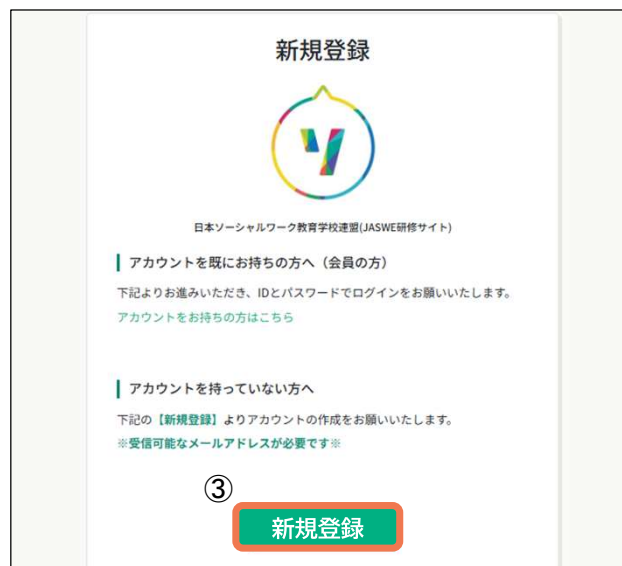 新規登録
ソ
日本ソーシャルワーク教育学校連盟(JASWE研修サイト)
アカウントを既にお持ちの方へ（会員の方）
下記よりお進みいただき、IDとパスワードでログインをお願いいたします。
アカウントをお持ちの方はこちら
アカウントを持っていない方へ
下記の【新規登録】よりアカウントの作成をお願いいたします。
※受信可能なメールアドレスが必要です※
③
新規登録